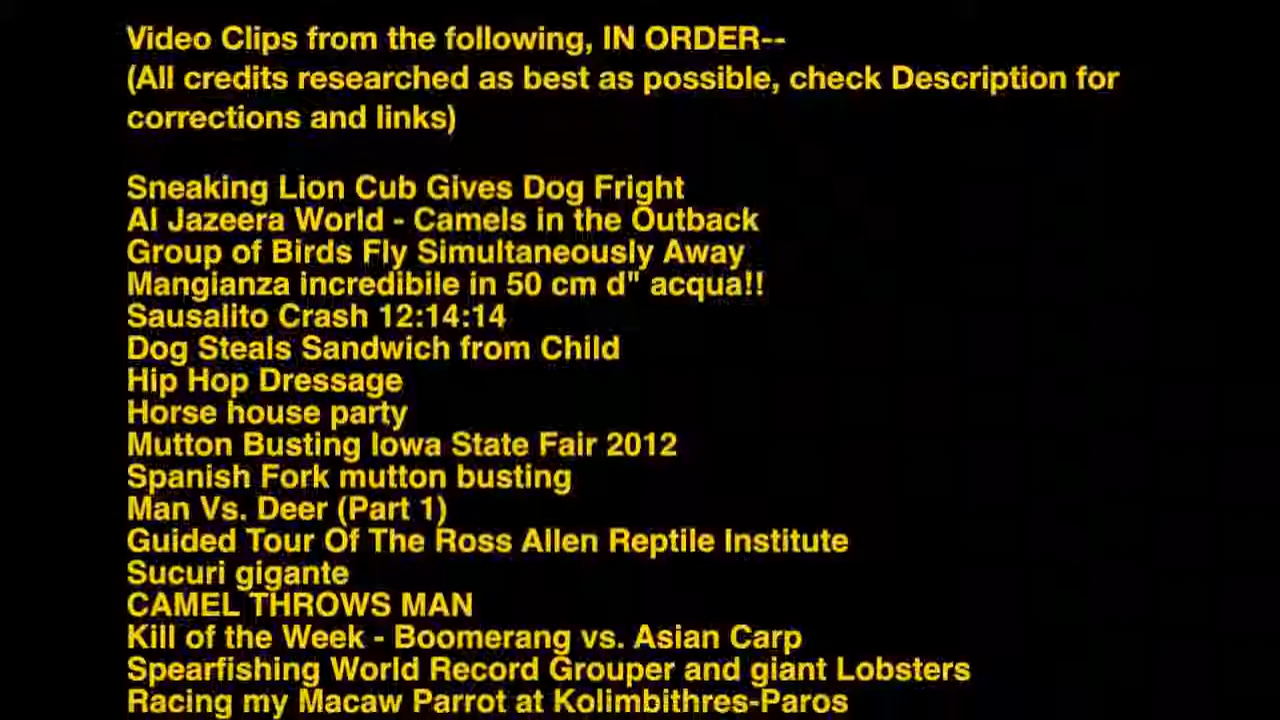 Video Clips from the following, IN ORDER--
(All credits researched as best as possible, check Description for
corrections and links)
Sneaking Lion Cub Gives Dog Fright
Al Jazeera World - Camels in the Outback
Group of Birds Fly Simultaneously Away
Mangianza incredibile in 50 cm d" acqua!!
Sausalito Crash 12:14:14
Dog Steals Sandwich from Child
Hip Hop Dressage
Horse house party
Mutton Busting Iowa State Fair 2012
Spanish Fork mutton busting
Man Vs. Deer (Part 1)
Guided Tour Of The Ross Allen Reptile Institute
Sucuri gigante
CAMEL THROWS MAN
Kill of the Week - Boomerang vs. Asian Carp
Spearfishing World Record Grouper and giant Lobsters
Racing my Macaw Parrot at Kolimbithres-Paros